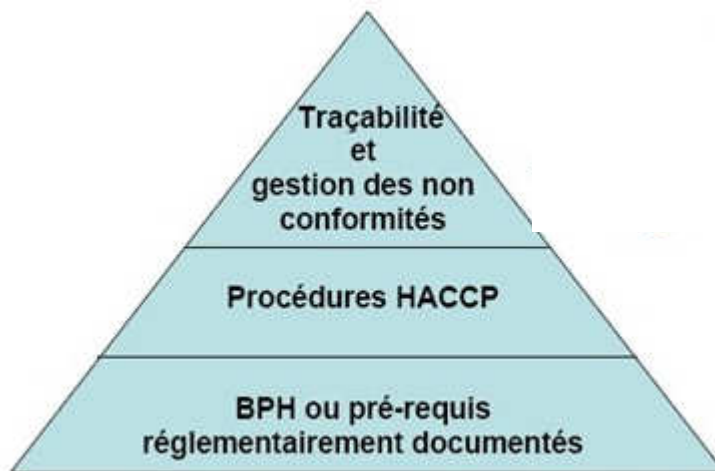 Traçabilité
et
gestion des non
conformités
Procédures HACCP
BPH ou pré-requis
réglementairement documentés